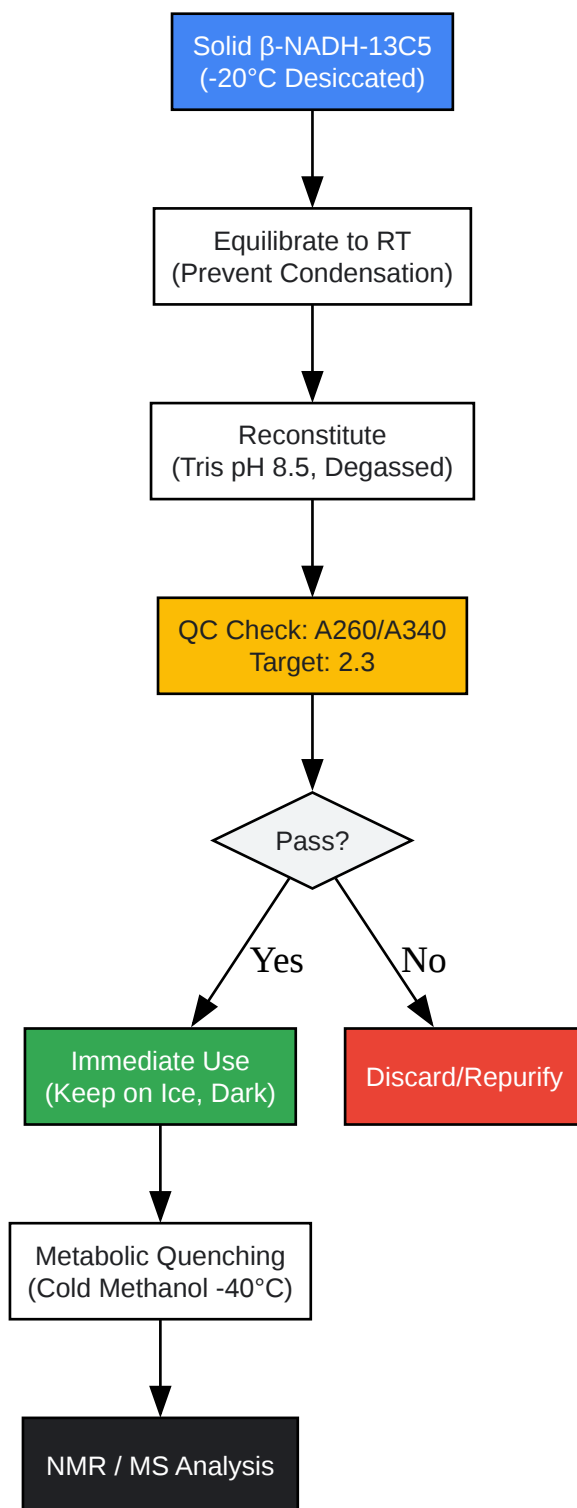 Solid β-NADH-13C5
(-20°C Desiccated)
Equilibrate to RT
(Prevent Condensation)
Reconstitute
(Tris pH 8.5, Degassed)
QC Check: A260/A340
Target: 2.3
Pass?
Yes
No
Immediate Use
(Keep on Ice, Dark)
Discard/Repurify
Metabolic Quenching
(Cold Methanol -40°C)
NMR / MS Analysis